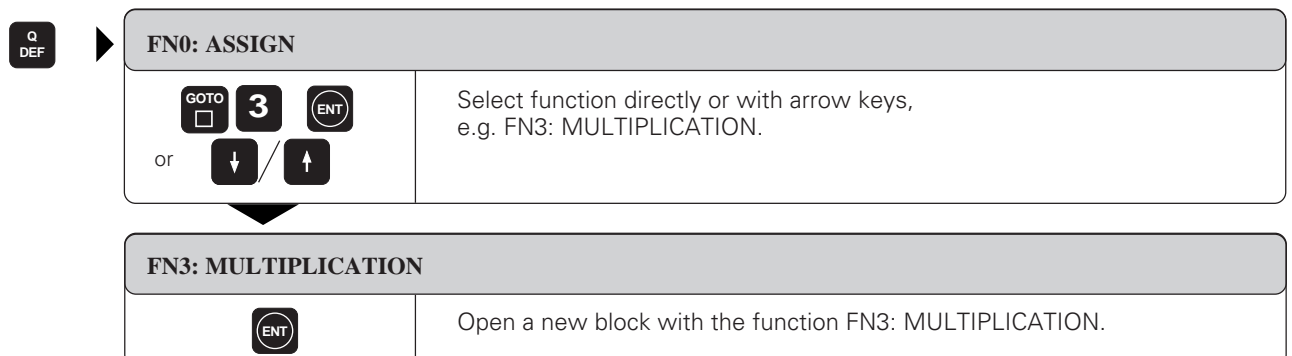 Q
DEF
FN0: ASSIGN
GOTO 3 ENT
or
Select function directly or with arrow keys,
e.g. FN3: MULTIPLICATION.
FN3: MULTIPLICATION
ENT
Open a new block with the function FN3: MULTIPLICATION.